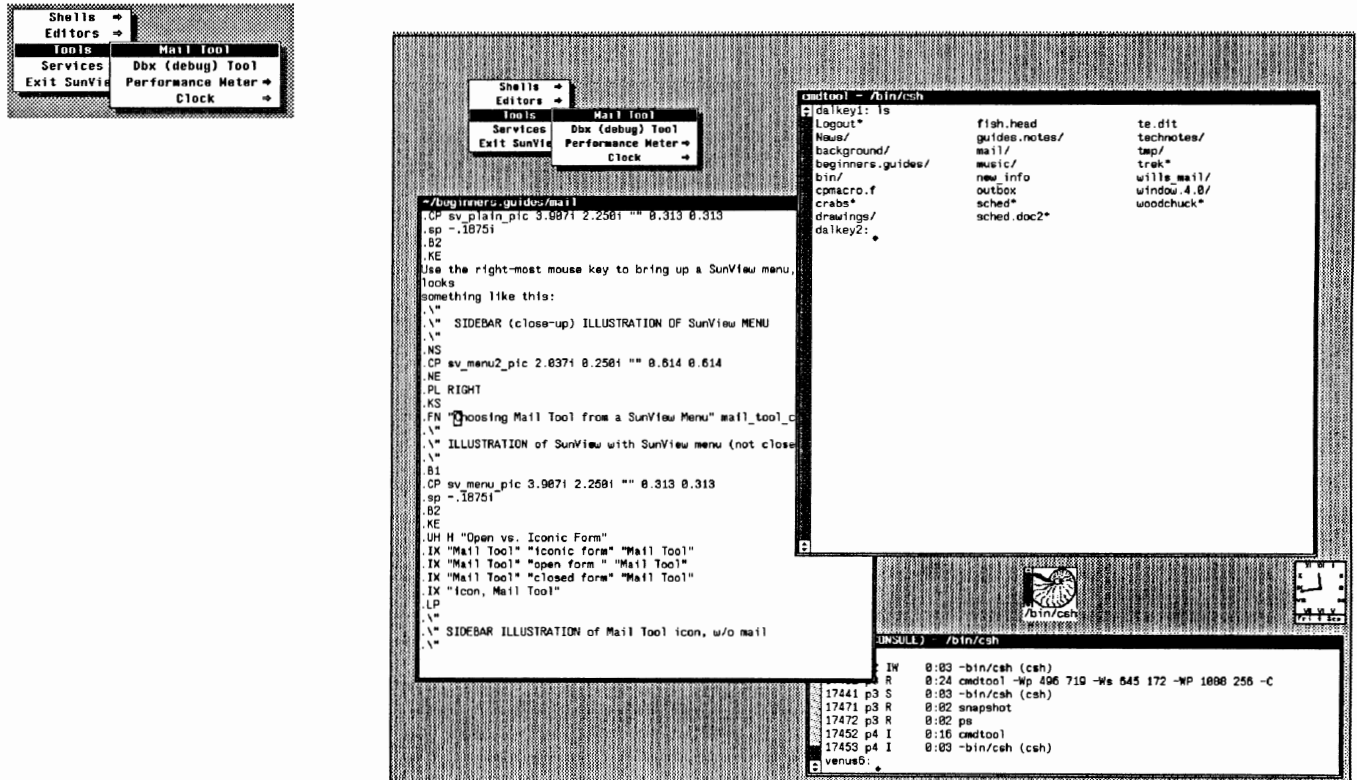 Shells ⇒
Editors ⇒
Tools Mail Tool
Services Dbx (debug) Tool
Exit SunVie Performance Meter ⇒
Clock ⇒
Shells ⇒
Editors ⇒
Tools Mail Tool
Services Dbx (debug) Tool
Exit SunVie Performance Meter ⇒
Clock ⇒
~/beginners.guides/mail
.CP sv_plain_pic 3.907i 2.250i "" 0.313 0.313
.sp -.1875i
.B2
.KE
Use the right-most mouse key to bring up a SunView menu,
looks
something like this:
.\"
.\" SIDEBAR (close-up) ILLUSTRATION OF SunView MENU
.\"
.NS
.CP sv_menu2_pic 2.037i 0.250i "" 0.614 0.614
.NE
.PL RIGHT
.KS
.FN "Choosing Mail Tool from a SunView Menu" mail_tool_c
.\"
.\" ILLUSTRATION of SunView with SunView menu (not close
.\"
.B1
.CP sv_menu_pic 3.907i 2.250i "" 0.313 0.313
.sp -.1875i
.B2
.KE
.UH H "Open vs. Iconic Form"
.IX "Mail Tool" "iconic form" "Mail Tool"
.IX "Mail Tool" "open form " "Mail Tool"
.IX "Mail Tool" "closed form" "Mail Tool"
.IX "icon, Mail Tool"
.LP
.\"
.\" SIDEBAR ILLUSTRATION of Mail Tool icon, w/o mail
.\"
cmdtool - /bin/csh
dalkey1: ls
Logout* fish.head te.dit
News/ guides.notes/ technotes/
background/ mail/ tmp/
beginners.guides/ music/ trek*
bin/ new_info wills_mail/
cpmacro.f outbox window.4.0/
crabs* sched* woodchuck*
drawings/ sched.doc2*
dalkey2:
/bin/csh
ONSOLE) - /bin/csh
IW 0:03 -bin/csh (csh)
R 0:24 cmdtool -Wp 496 719 -Ws 645 172 -WP 1088 256 -C
17441 p3 S 0:03 -bin/csh (csh)
17471 p3 R 0:02 snapshot
17472 p3 R 0:02 ps
17452 p4 I 0:16 cmdtool
17453 p4 I 0:03 -bin/csh (csh)
venus6: